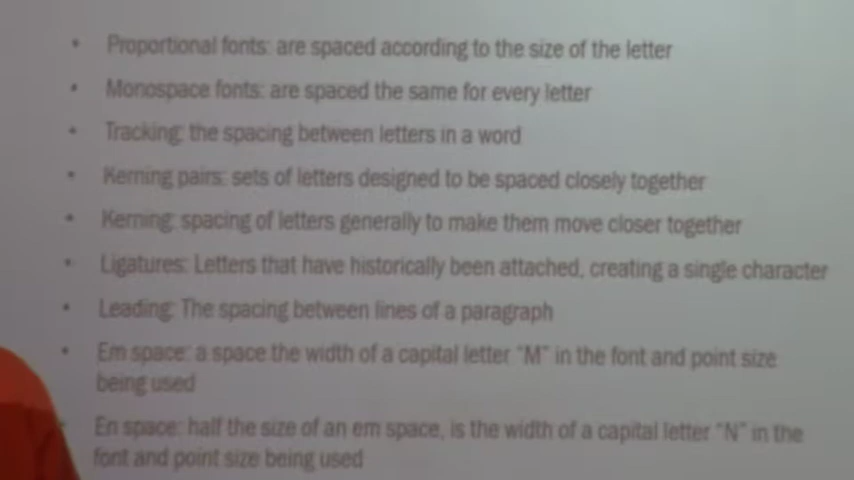 • Proportional fonts: are spaced according to the size of the letter
• Monospace fonts: are spaced the same for every letter
• Tracking: the spacing between letters in a word
• Kerning pairs: sets of letters designed to be spaced closely together
• Kerning: spacing of letters generally to make them move closer together
• Ligatures: Letters that have historically been attached, creating a single character
• Leading: The spacing between lines of a paragraph
• Em space: a space the width of a capital letter "M" in the font and point size
being used
• En space: half the size of an em space, is the width of a capital letter "N" in the
font and point size being used